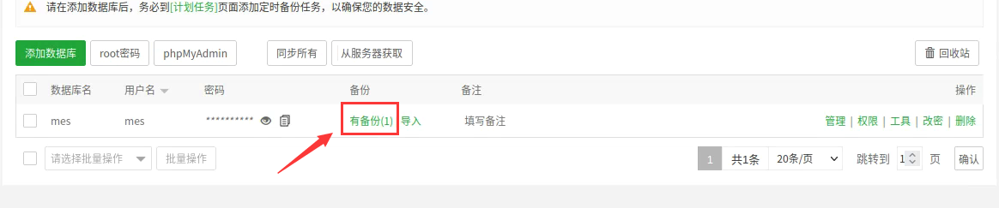 请在添加数据库后，务必到[计划任务]页面添加定时备份任务，以确保您的数据安全。
添加数据库 root密码 phpMyAdmin 同步所有 从服务器获取 回收站
数据库名 用户名 密码 备份 备注 操作
mes mes ********** 有备份(1) 导入 填写备注 管理 | 权限 | 工具 | 改密 | 删除
请选择批量操作 批量操作 1 共1条 20条/页 跳转到 1 页 确认